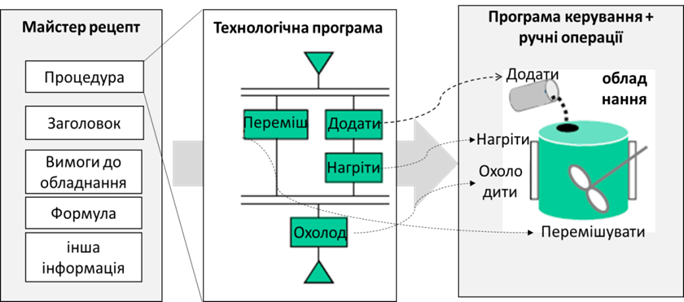 Майстер рецепт
Процедура
Заголовок
Вимоги до
обладнання
Формула
інша
інформація
Технологічна програма
Переміш
Додати
Нагріти
Охолод
Програма керування +
ручні операції
Додати
облад
нання
Нагріти
Охоло
дити
Перемішувати